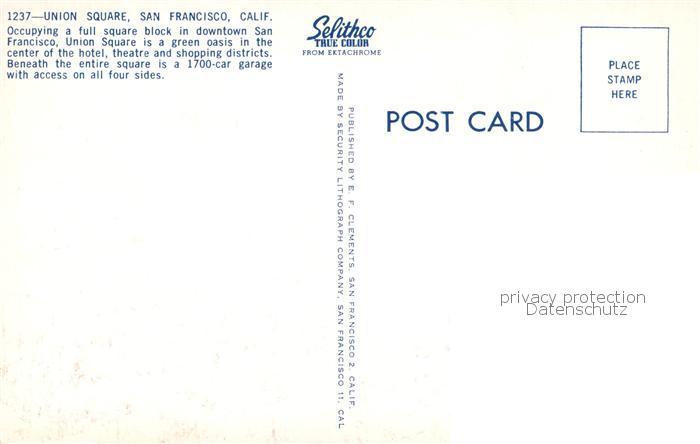 1237—UNION SQUARE, SAN FRANCISCO, CALIF.
Occupying a full square block in downtown San
Francisco, Union Square is a green oasis in the
center of the hotel, theatre and shopping districts.
Beneath the entire square is a 1700-car garage
with access on all four sides.
Selithco
TRUE COLOR
FROM EKTACHROME
PUBLISHED BY E. F. CLEMENTS, SAN FRANCISCO 2, CALIF.
MADE BY SECURITY LITHOGRAPH COMPANY, SAN FRANCISCO 11, CAL
POST CARD
PLACE
STAMP
HERE
privacy protection
Datenschutz